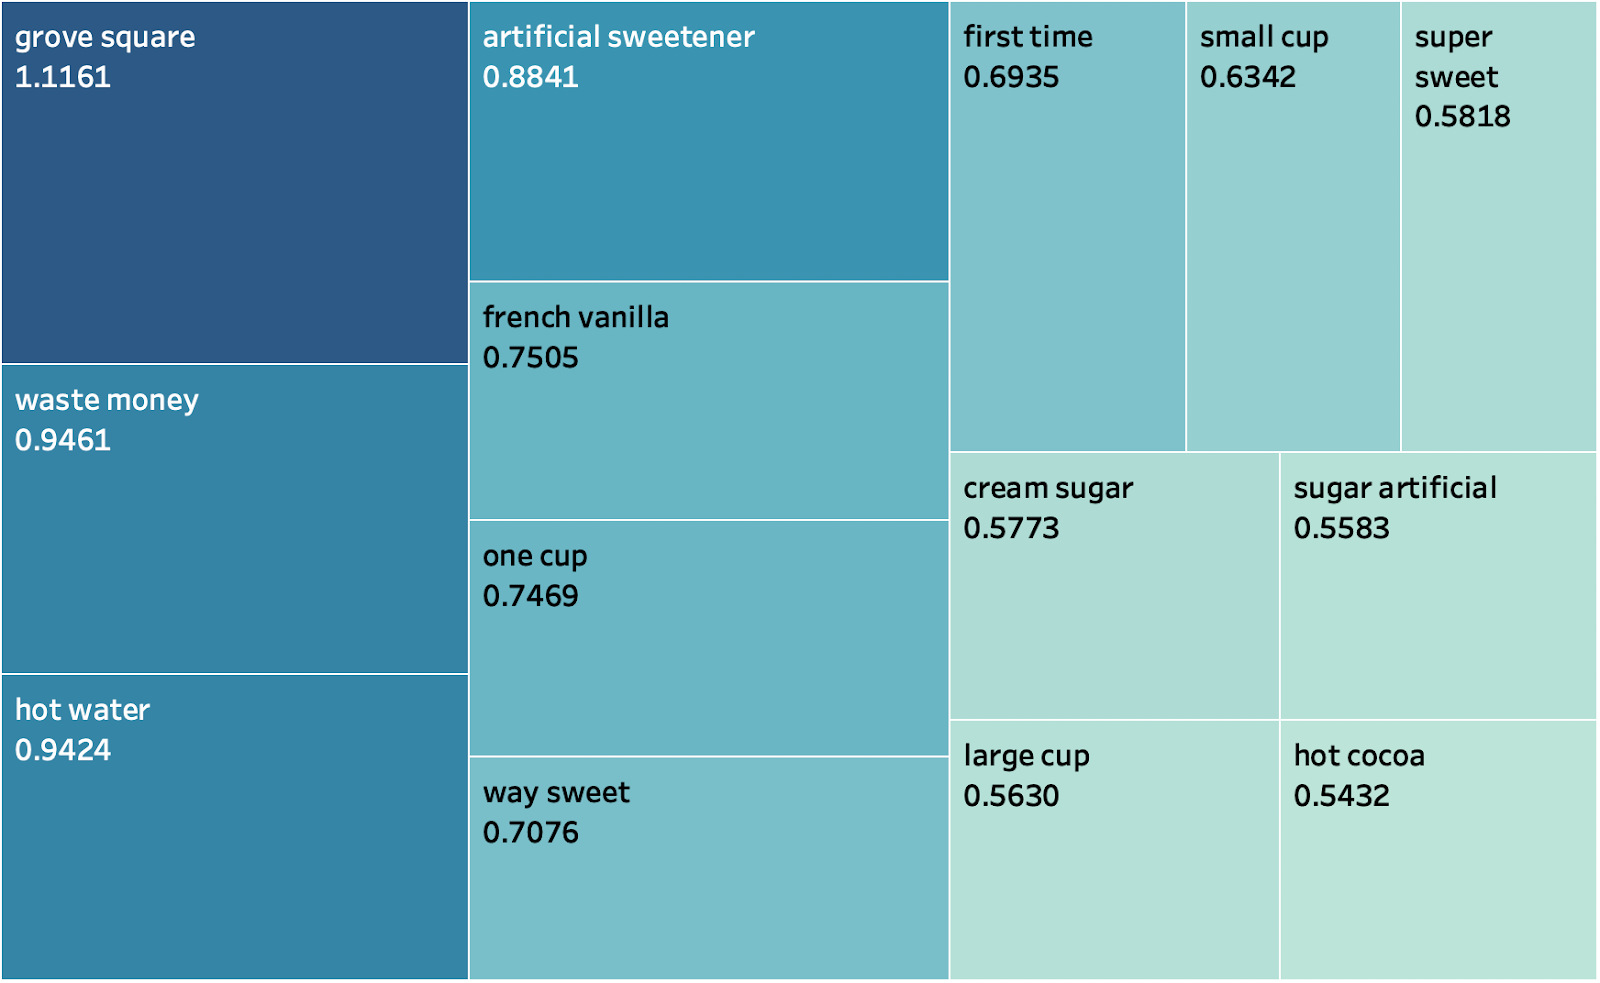 grove square
1.1161
waste money
0.9461
hot water
0.9424
artificial sweetener
0.8841
french vanilla
0.7505
one cup
0.7469
way sweet
0.7076
first time
0.6935
small cup
0.6342
super
sweet
0.5818
cream sugar
0.5773
sugar artificial
0.5583
large cup
0.5630
hot cocoa
0.5432